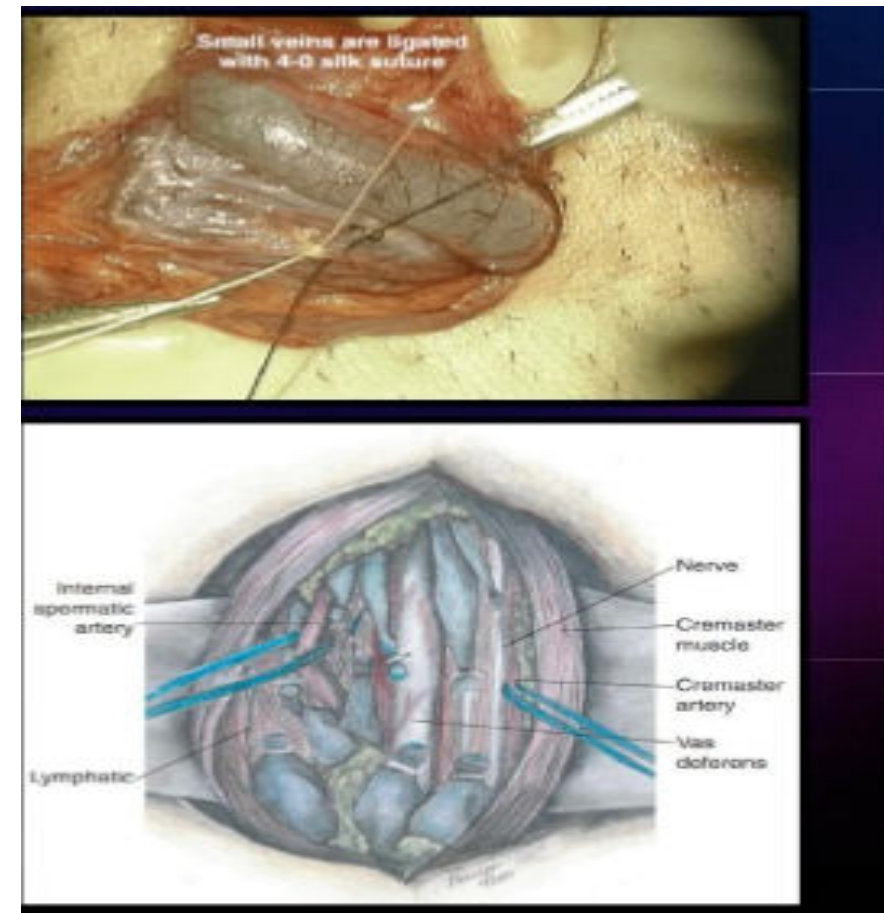 Small veins are ligated
with 4-0 silk suture
Internal
spermatic
artery
Lymphatic
Nerve
Cremaster
muscle
Cremaster
artery
Vas
deferens